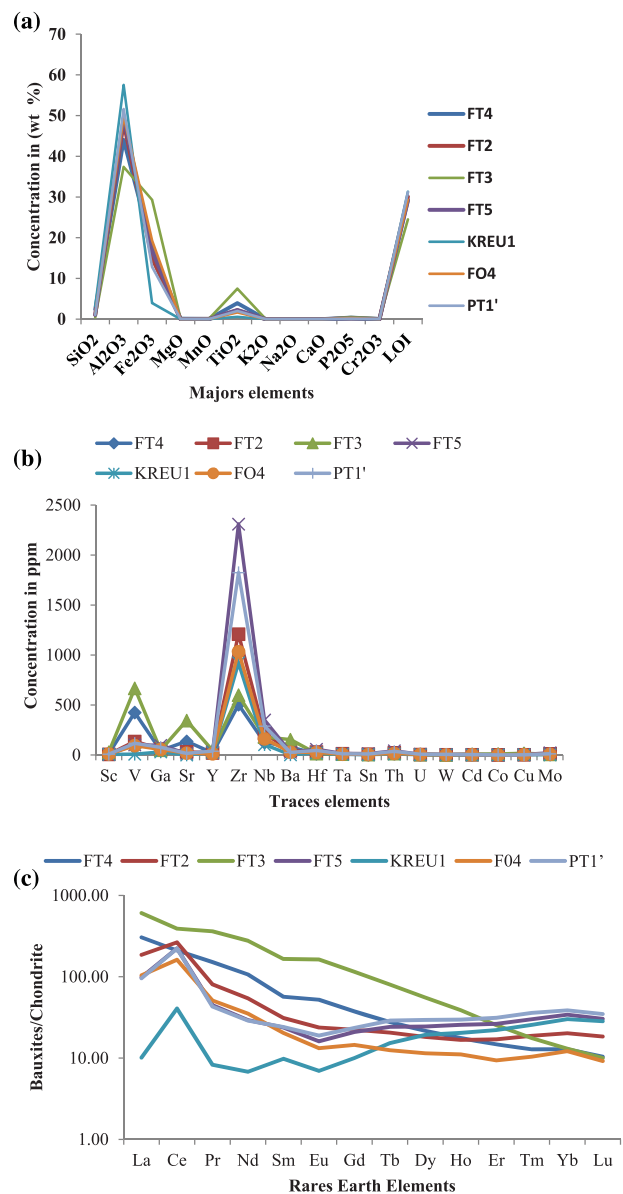 (a)
70
60
50
40
30
20
10
0
Concentration in (wt %)
SiO2 Al2O3 Fe2O3 MgO MnO TiO2 K2O Na2O CaO P2O5 Cr2O3 LOI
Majors elements
FT4
FT2
FT3
FT5
KREU1
FO4
PT1'
(b)
FT4 FT2 FT3 FT5
KREU1 FO4 PT1'
2500
2000
1500
1000
500
0
Concentration in ppm
Sc V Ga Sr Y Zr Nb Ba Hf Ta Sn Th U W Cd Co Cu Mo
Traces elements
FT4 FT2 FT3 FT5 KREU1 F04 PT1’
(c)
1000.00
100.00
10.00
1.00
Bauxites/Chondrite
La Ce Pr Nd Sm Eu Gd Tb Dy Ho Er Tm Yb Lu
Rares Earth Elements